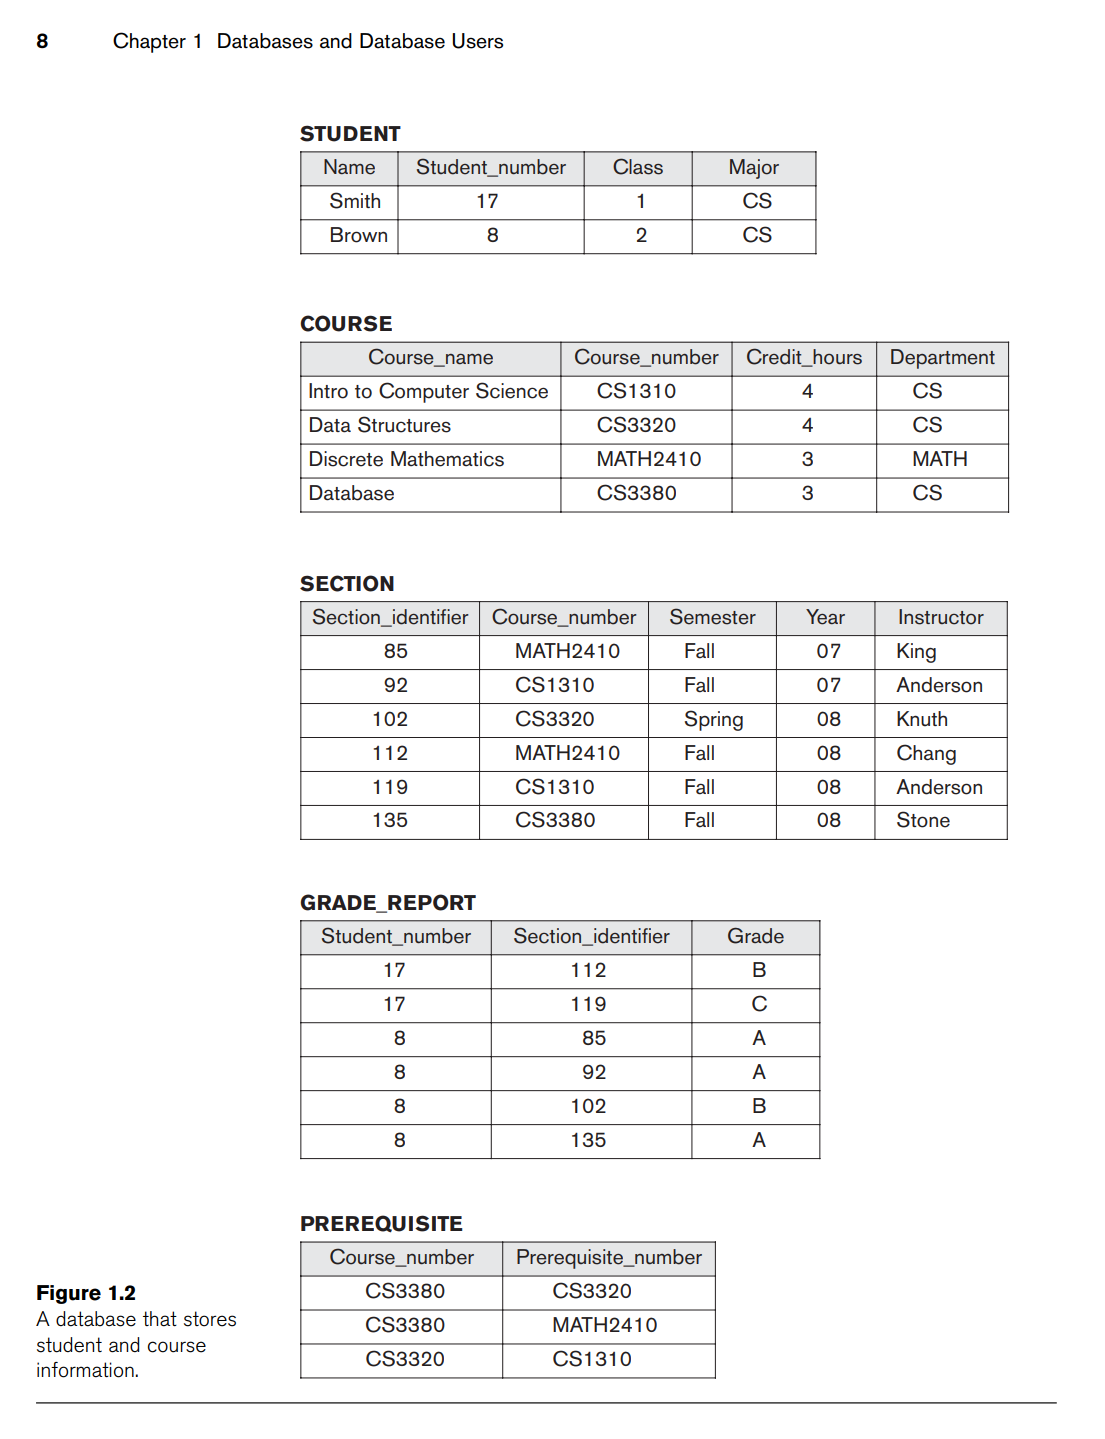 8 Chapter 1 Databases and Database Users
STUDENT
Name Student_number Class Major
Smith 17 1 CS
Brown 8 2 CS
COURSE
Course_name Course_number Credit_hours Department
Intro to Computer Science CS1310 4 CS
Data Structures CS3320 4 CS
Discrete Mathematics MATH2410 3 MATH
Database CS3380 3 CS
SECTION
Section_identifier Course_number Semester Year Instructor
85 MATH2410 Fall 07 King
92 CS1310 Fall 07 Anderson
102 CS3320 Spring 08 Knuth
112 MATH2410 Fall 08 Chang
119 CS1310 Fall 08 Anderson
135 CS3380 Fall 08 Stone
GRADE_REPORT
Student_number Section_identifier Grade
17 112 B
17 119 C
8 85 A
8 92 A
8 102 B
8 135 A
PREREQUISITE
Course_number Prerequisite_number
CS3380 CS3320
CS3380 MATH2410
CS3320 CS1310
Figure 1.2
A database that stores
student and course
information.